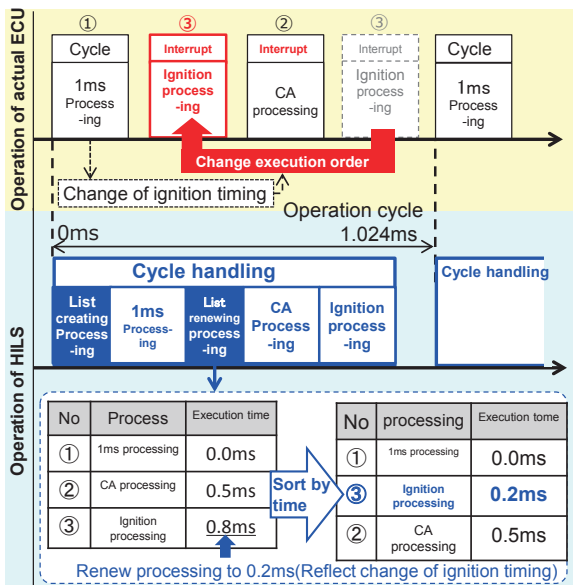 Operation of actual ECU
①
③
②
③
Cycle
Interrupt
Interrupt
Interrupt
Cycle
1ms
Process
-ing
Ignition
process
-ing
CA
processing
Ignition
process
-ing
1ms
Process
-ing
Change execution order
Change of ignition timing
Operation cycle
0ms
1.024ms
Operation of HILS
Cycle handling
Cycle handling
List
creating
Process
-ing
1ms
Process-
ing
List
renewing
process
-ing
CA
Process
-ing
Ignition
process
-ing
No Process Execution time
① 1ms processing 0.0ms
② CA processing 0.5ms
③ Ignition
processing 0.8ms
Sort by
time
No processing Execution tome
① 1ms processing 0.0ms
③ Ignition
processing 0.2ms
② CA
processing 0.5ms
Renew processing to 0.2ms(Reflect change of ignition timing)